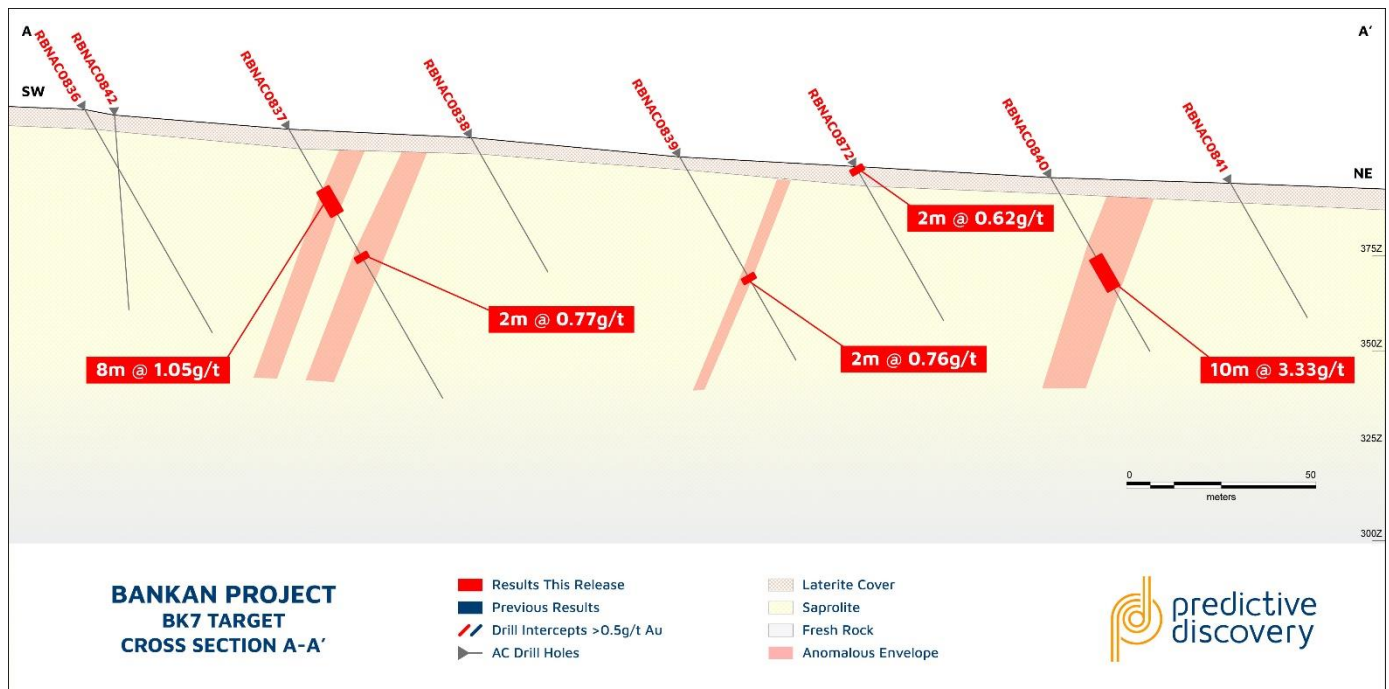 A
A'
RBNAC0836
RBNAC0842
RBNAC0837
RBNAC0838
RBNAC0839
RBNAC0872
RBNAC0840
RBNAC0841
SW
NE
2m @ 0.62g/t
375Z
2m @ 0.77g/t
350Z
8m @ 1.05g/t
2m @ 0.76g/t
10m @ 3.33g/t
325Z
0 50
meters
300Z
BANKAN PROJECT
BK7 TARGET
CROSS SECTION A-A'
Results This Release
Previous Results
Drill Intercepts >0.5g/t Au
AC Drill Holes
Laterite Cover
Saprolite
Fresh Rock
Anomalous Envelope
predictive
discovery